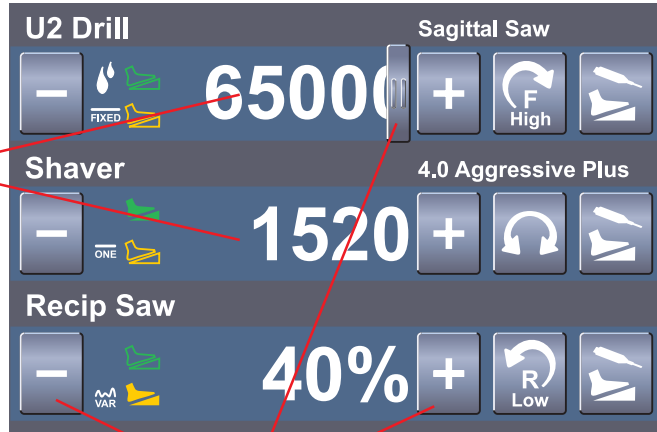 U2 Drill Sagittal Saw
− FIXED 65000 + F High
Shaver 4.0 Aggressive Plus
− ONE 1520 +
Recip Saw
− VAR 40% + R Low